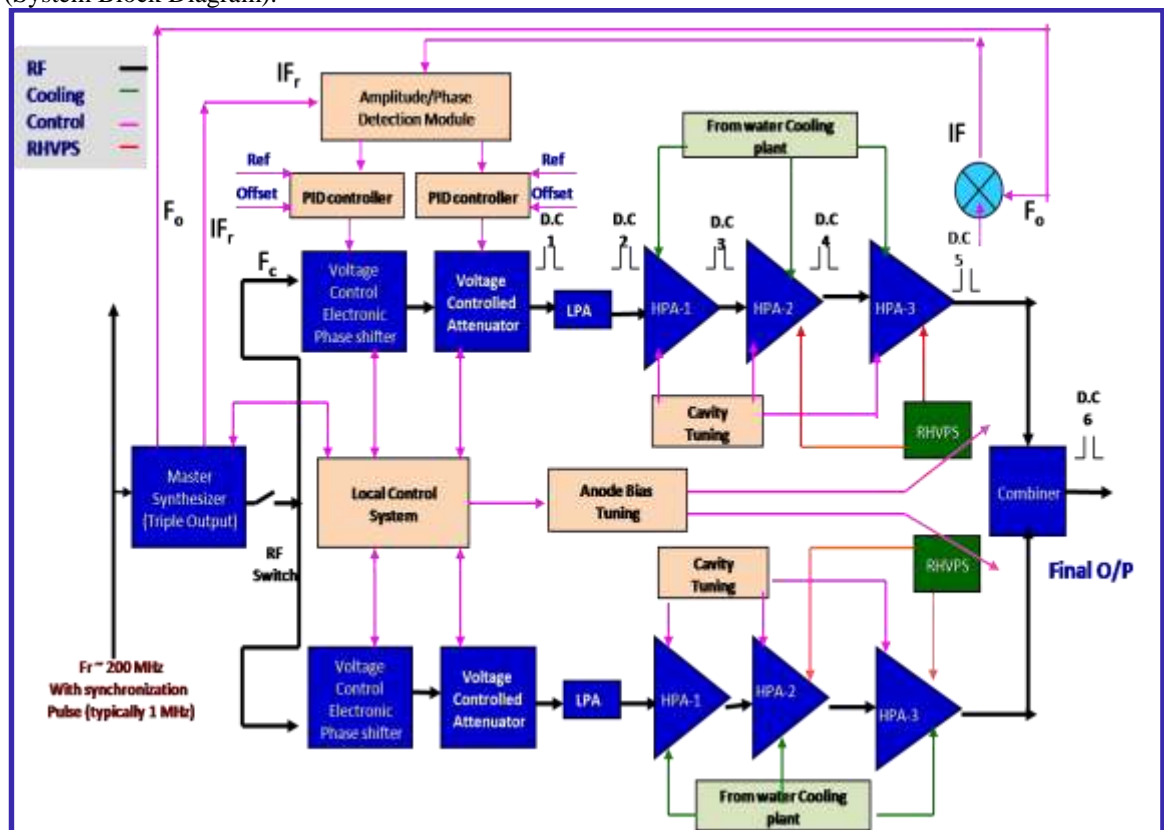 (System Block Diagram).
RF
Cooling
Control
RHVPS
IFr
Amplitude/Phase
Detection Module
From water Cooling
plant
IF
Ref
Offset
PID controller
PID controller
Ref
Offset
Fo
IFr
Fo
Fc
Voltage
Control
Electronic
Phase shifter
Voltage
Controlled
Attenuator
D.C
1
LPA
D.C
2
HPA-1
D.C
3
HPA-2
D.C
4
HPA-3
D.C
5
Cavity
Tuning
RHVPS
D.C
6
Master
Synthesizer
(Triple Output)
RF
Switch
Local Control
System
Anode Bias
Tuning
Combiner
Final O/P
Cavity
Tuning
RHVPS
Fr ~ 200 MHz
With synchronization
Pulse (typically 1 MHz)
Voltage
Control
Electronic
Phase shifter
Voltage
Controlled
Attenuator
LPA
HPA-1
HPA-2
HPA-3
From water Cooling
plant